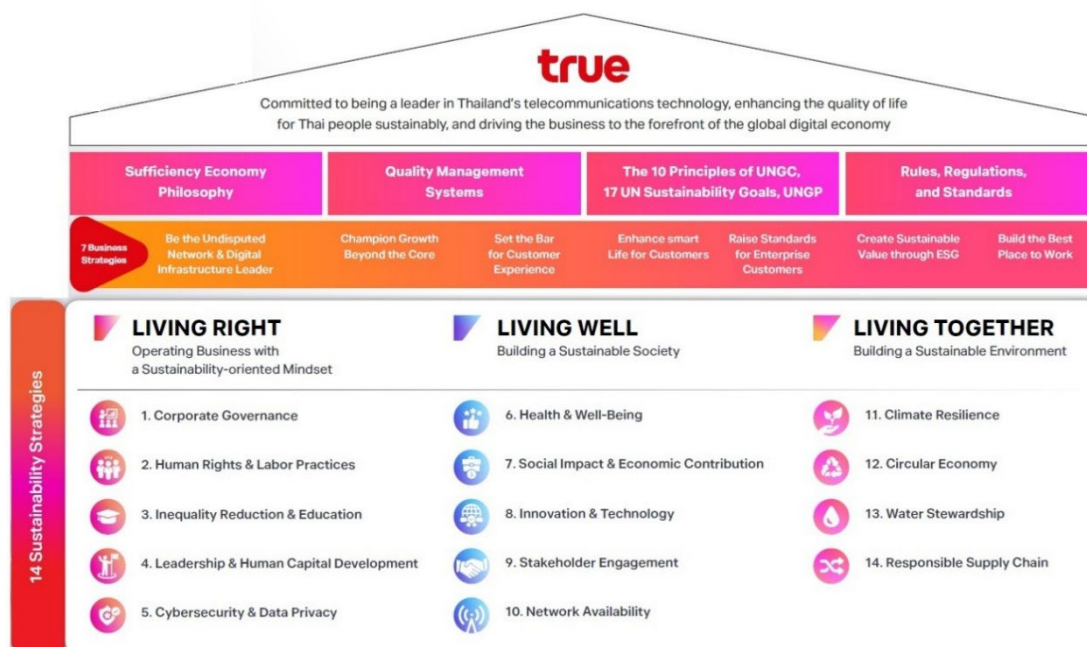 true
Committed to being a leader in Thailand's telecommunications technology, enhancing the quality of life
for Thai people sustainably, and driving the business to the forefront of the global digital economy
Sufficiency Economy
Philosophy
Quality Management
Systems
The 10 Principles of UNGC,
17 UN Sustainability Goals, UNGP
Rules, Regulations,
and Standards
7 Business
Strategies
Be the Undisputed
Network & Digital
Infrastructure Leader
Champion Growth
Beyond the Core
Set the Bar
for Customer
Experience
Enhance smart
Life for Customers
Raise Standards
for Enterprise
Customers
Create Sustainable
Value through ESG
Build the Best
Place to Work
14 Sustainability Strategies
LIVING RIGHT
Operating Business with
a Sustainability-oriented Mindset
1. Corporate Governance
2. Human Rights & Labor Practices
3. Inequality Reduction & Education
4. Leadership & Human Capital Development
5. Cybersecurity & Data Privacy
LIVING WELL
Building a Sustainable Society
6. Health & Well-Being
7. Social Impact & Economic Contribution
8. Innovation & Technology
9. Stakeholder Engagement
10. Network Availability
LIVING TOGETHER
Building a Sustainable Environment
11. Climate Resilience
12. Circular Economy
13. Water Stewardship
14. Responsible Supply Chain